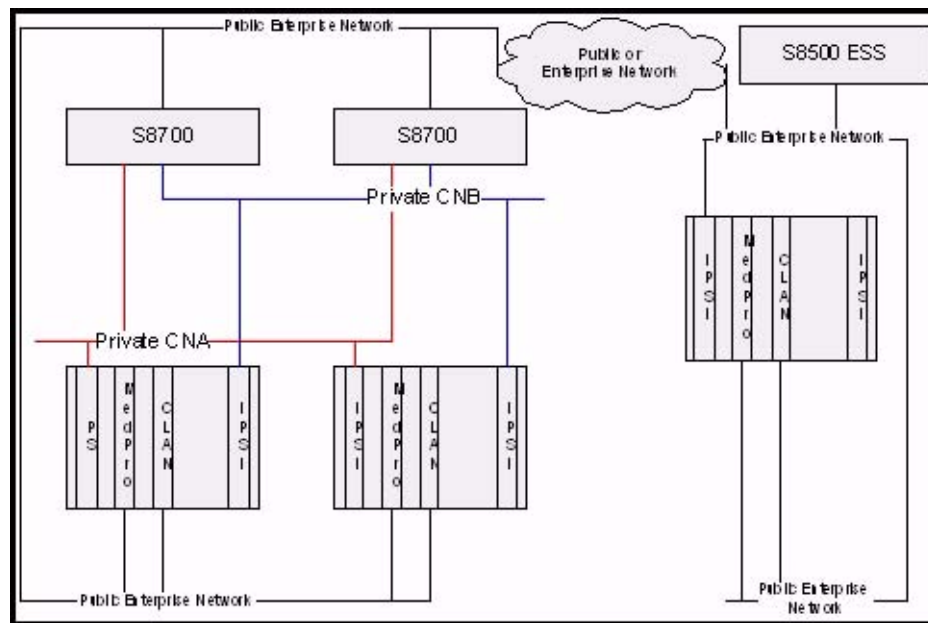 Public Enterprise Network
Public or
Enterprise Network
S8500 ESS
S8700
S8700
Public Enterprise Network
Private CNB
IPSI
MedPro
CLAN
IPSI
Private CNA
PS
MedPro
CLAN
IPSI
IPSI
MedPro
CLAN
IPSI
Public Enterprise Network
Public Enterprise
Network